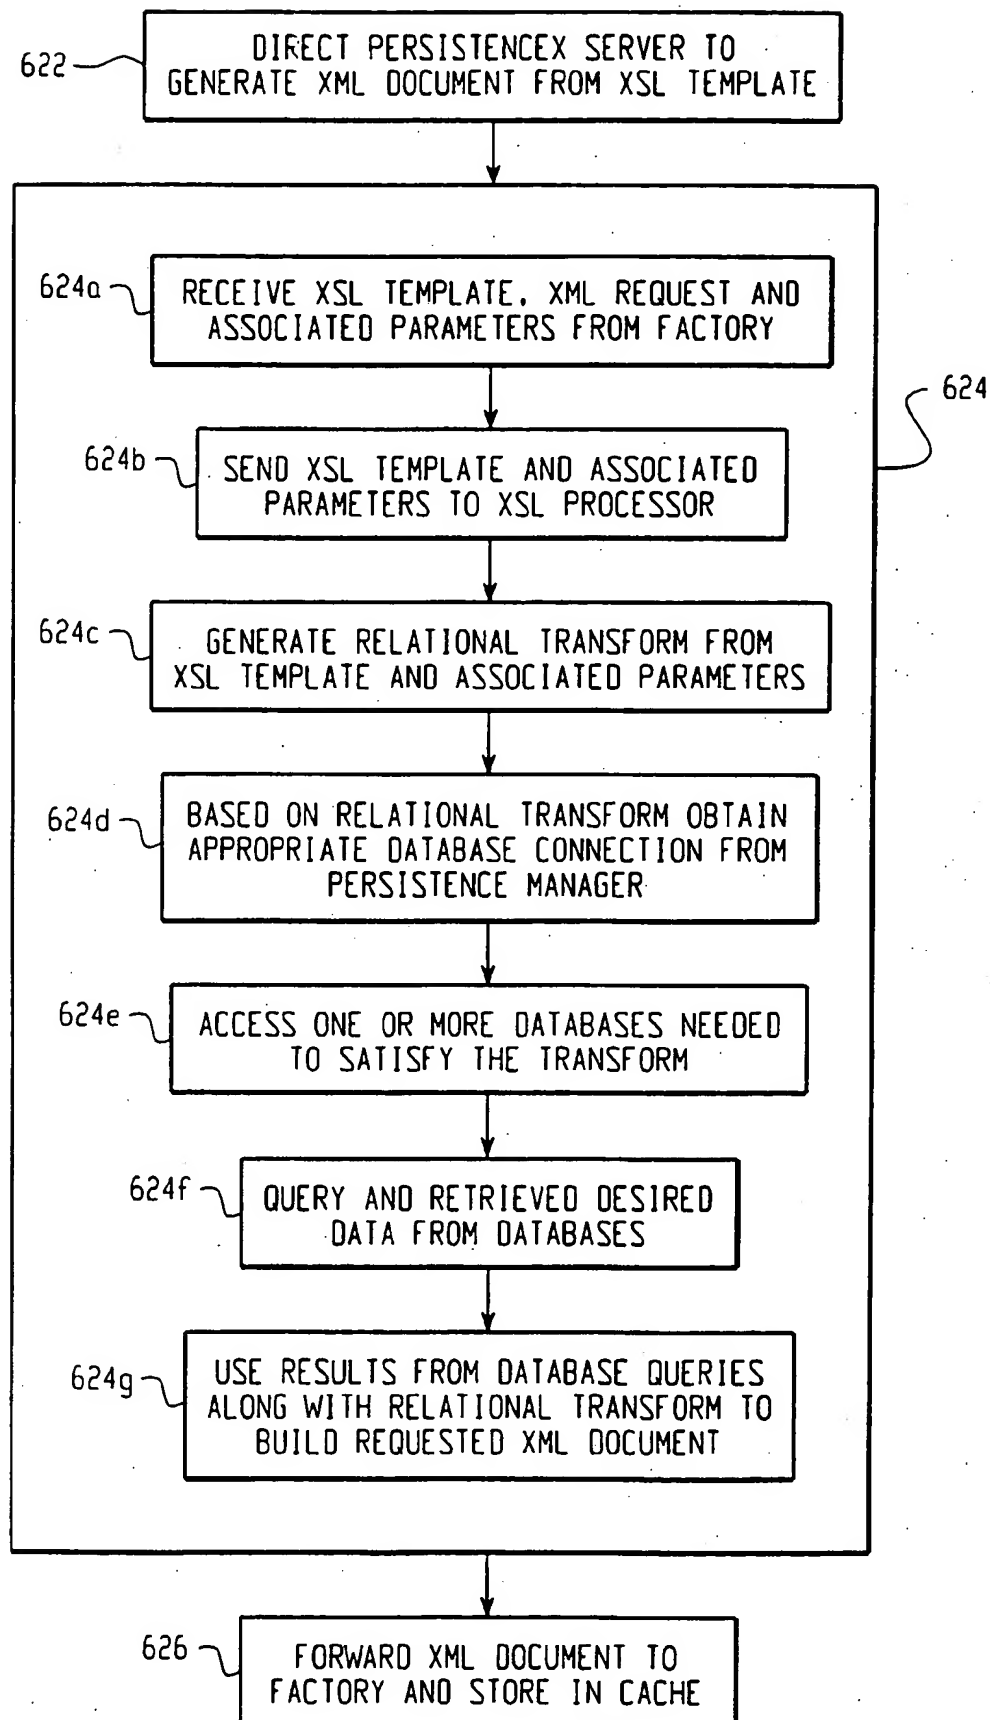 622
DIRECT PERSISTENCEX SERVER TO
GENERATE XML DOCUMENT FROM XSL TEMPLATE
624a
RECEIVE XSL TEMPLATE, XML REQUEST AND
ASSOCIATED PARAMETERS FROM FACTORY
624
624b
SEND XSL TEMPLATE AND ASSOCIATED
PARAMETERS TO XSL PROCESSOR
624c
GENERATE RELATIONAL TRANSFORM FROM
XSL TEMPLATE AND ASSOCIATED PARAMETERS
624d
BASED ON RELATIONAL TRANSFORM OBTAIN
APPROPRIATE DATABASE CONNECTION FROM
PERSISTENCE MANAGER
624e
ACCESS ONE OR MORE DATABASES NEEDED
TO SATISFY THE TRANSFORM
624f
QUERY AND RETRIEVED DESIRED
DATA FROM DATABASES
624g
USE RESULTS FROM DATABASE QUERIES
ALONG WITH RELATIONAL TRANSFORM TO
BUILD REQUESTED XML DOCUMENT
626
FORWARD XML DOCUMENT TO
FACTORY AND STORE IN CACHE